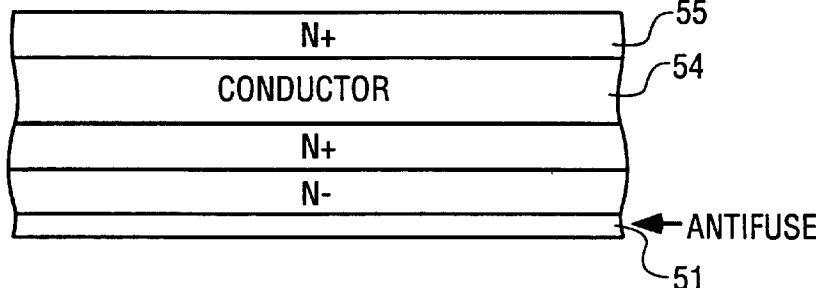 55
N+
54
CONDUCTOR
N+
N-
ANTIFUSE
51